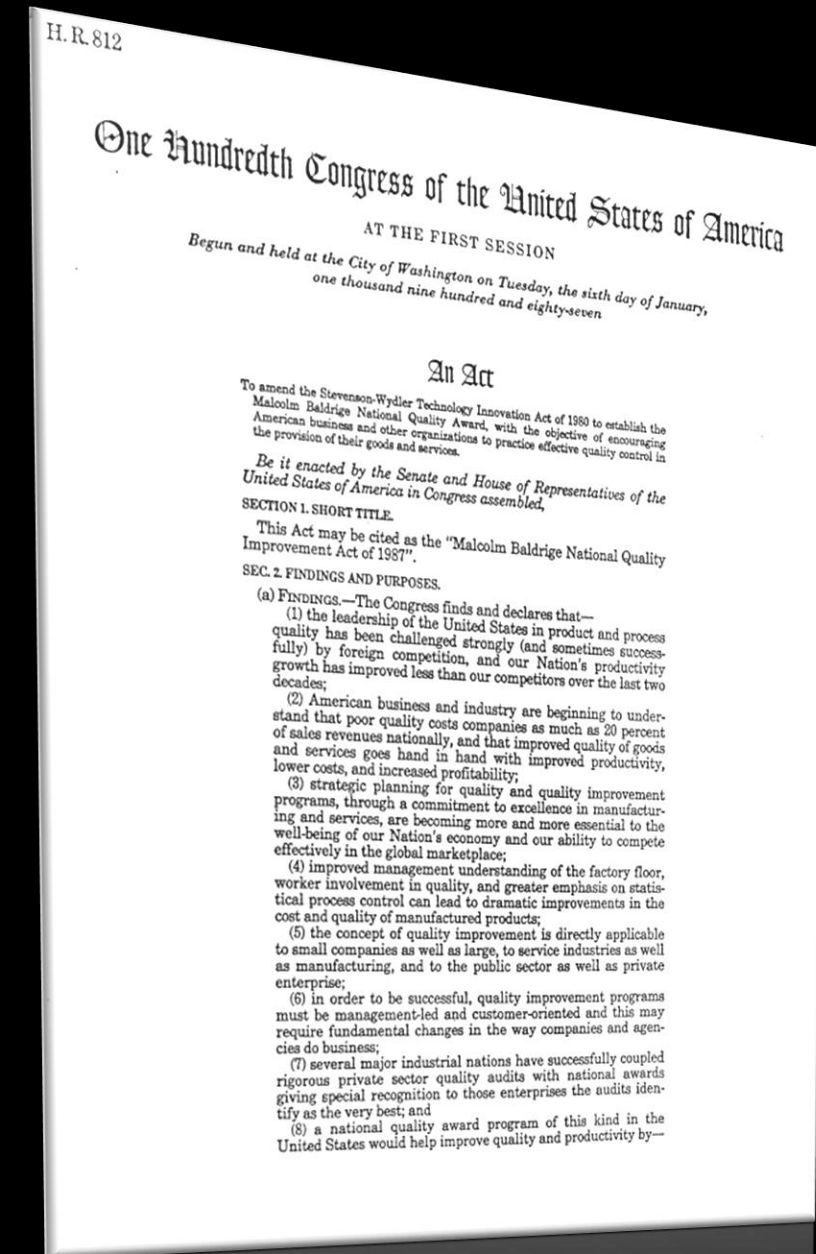 H. R. 812
One Hundredth Congress of the United States of America
AT THE FIRST SESSION
Begun and held at the City of Washington on Tuesday, the sixth day of January,
one thousand nine hundred and eighty-seven
An Act
To amend the Stevenson-Wydler Technology Innovation Act of 1980 to establish the
Malcolm Baldrige National Quality Award, with the objective of encouraging
American business and other organizations to practice effective quality control in
the provision of their goods and services.
Be it enacted by the Senate and House of Representatives of the
United States of America in Congress assembled,
SECTION 1. SHORT TITLE.
This Act may be cited as the “Malcolm Baldrige National Quality
Improvement Act of 1987”.
SEC. 2. FINDINGS AND PURPOSES.
(a) FINDINGS.—The Congress finds and declares that—
(1) the leadership of the United States in product and process
quality has been challenged strongly (and sometimes success-
fully) by foreign competition, and our Nation's productivity
growth has improved less than our competitors over the last two
decades;
(2) American business and industry are beginning to under-
stand that poor quality costs companies as much as 20 percent
of sales revenues nationally, and that improved quality of goods
and services goes hand in hand with improved productivity,
lower costs, and increased profitability;
(3) strategic planning for quality and quality improvement
programs, through a commitment to excellence in manufactur-
ing and services, are becoming more and more essential to the
well-being of our Nation's economy and our ability to compete
effectively in the global marketplace;
(4) improved management understanding of the factory floor,
worker involvement in quality, and greater emphasis on statis-
tical process control can lead to dramatic improvements in the
cost and quality of manufactured products;
(5) the concept of quality improvement is directly applicable
to small companies as well as large, to service industries as well
as manufacturing, and to the public sector as well as private
enterprise;
(6) in order to be successful, quality improvement programs
must be management-led and customer-oriented and this may
require fundamental changes in the way companies and agen-
cies do business;
(7) several major industrial nations have successfully coupled
rigorous private sector quality audits with national awards
giving special recognition to those enterprises the audits iden-
tify as the very best; and
(8) a national quality award program of this kind in the
United States would help improve quality and productivity by—